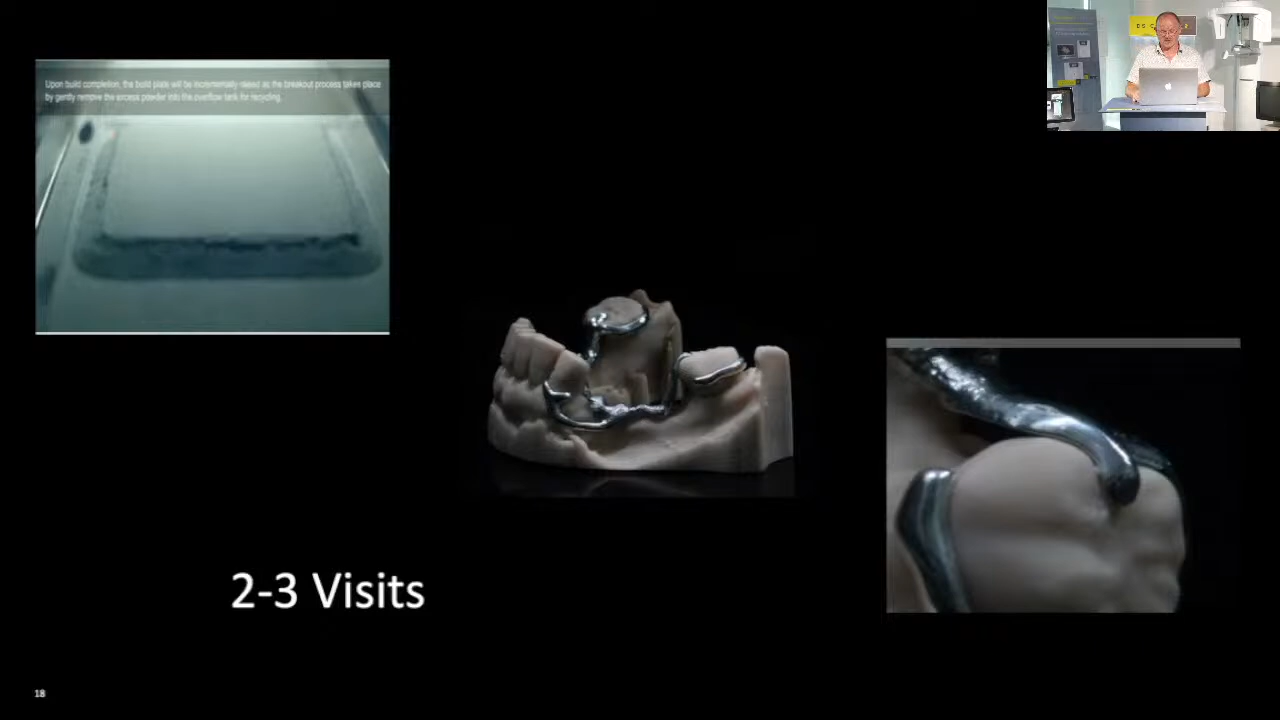 Upon build completion, the build plate will be incrementally raised as the breakout process takes place
by gently remove the excess powder into the overflow tank for recycling.
2-3 Visits
18